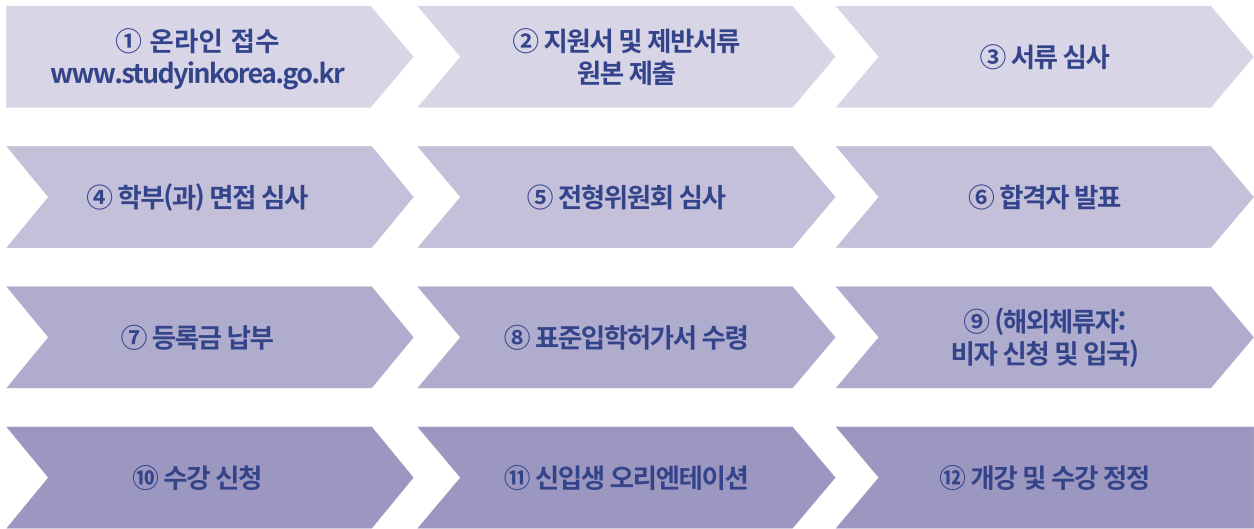 ① 온라인 접수
www.studyinkorea.go.kr
② 지원서 및 제반서류
원본 제출
③ 서류 심사
④ 학부(과) 면접 심사
⑤ 전형위원회 심사
⑥ 합격자 발표
⑦ 등록금 납부
⑧ 표준입학허가서 수령
⑨ (해외체류자:
비자 신청 및 입국)
⑩ 수강 신청
⑪ 신입생 오리엔테이션
⑫ 개강 및 수강 정정